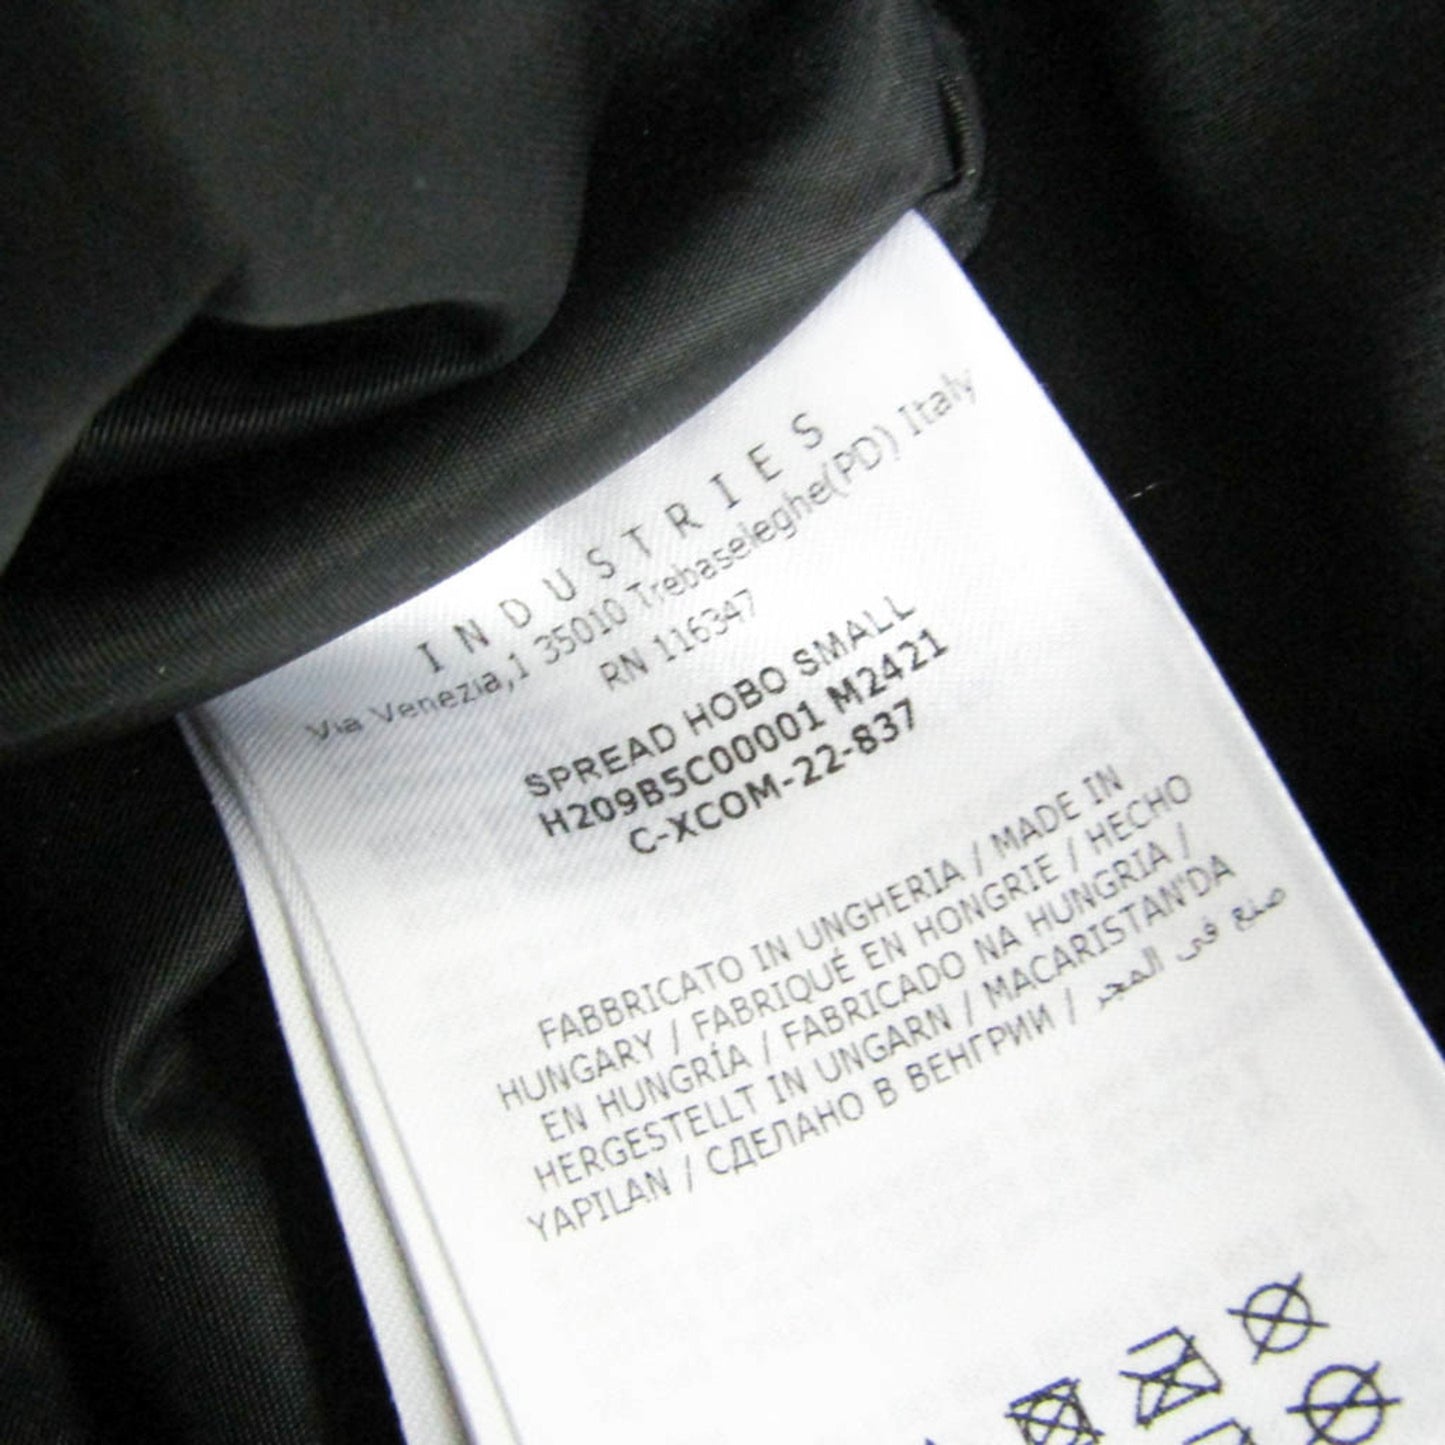 INDUSTRIES
Via Venezia,1 35010 Trebaseleghe(PD) Italy
RN 116347
SPREAD HOBO SMALL
H209B5C00001 M2421
C-XCOM-22-837
FABBRICATO IN UNGHERIA / MADE IN
HUNGARY / FABRIQUÉ EN HONGRIE / HECHO
EN HUNGRÍA / FABRICADO NA HUNGRIA /
HERGESTELLT IN UNGARN / MACARISTAN'DA
YAPILAN / СДЕЛАНО В ВЕНГРИИ / صنع في المجر